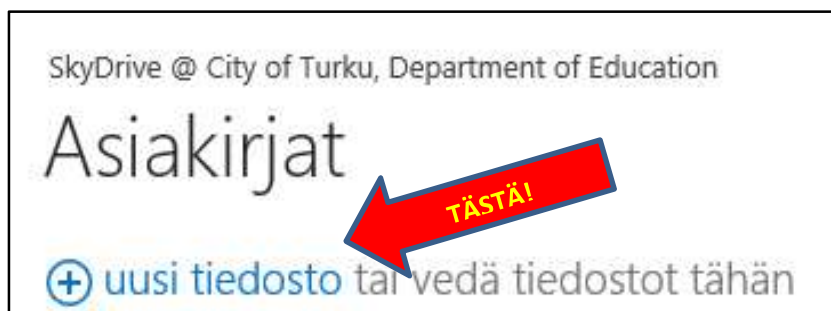 SkyDrive @ City of Turku, Department of Education
Asiakirjat
TÄSTÄ!
uusi tiedosto tai vedä tiedostot tähän